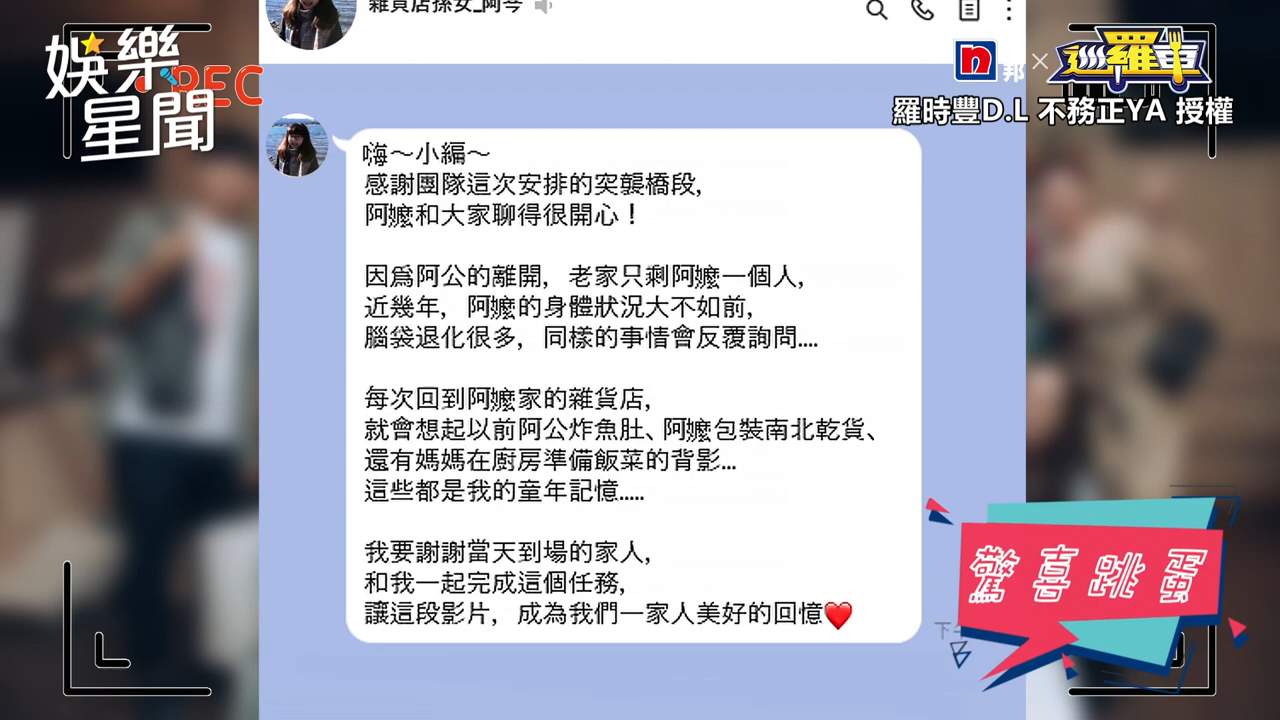 雜貨店孫女_阿岑
娛樂
星聞
REC
n
邦
×
巡羅車
羅時豐D.L 不務正YA 授權
嗨～小編～
感謝團隊這次安排的突襲橋段,
阿嬤和大家聊得很開心！
因為阿公的離開, 老家只剩阿嬤一個人,
近幾年, 阿嬤的身體狀況大不如前,
腦袋退化很多, 同樣的事情會反覆詢問....
每次回到阿嬤家的雜貨店,
就會想起以前阿公炸魚肚、阿嬤包裝南北乾貨、
還有媽媽在廚房準備飯菜的背影...
這些都是我的童年記憶.....
我要謝謝當天到場的家人,
和我一起完成這個任務,
讓這段影片, 成為我們一家人美好的回憶❤
驚喜跳蛋